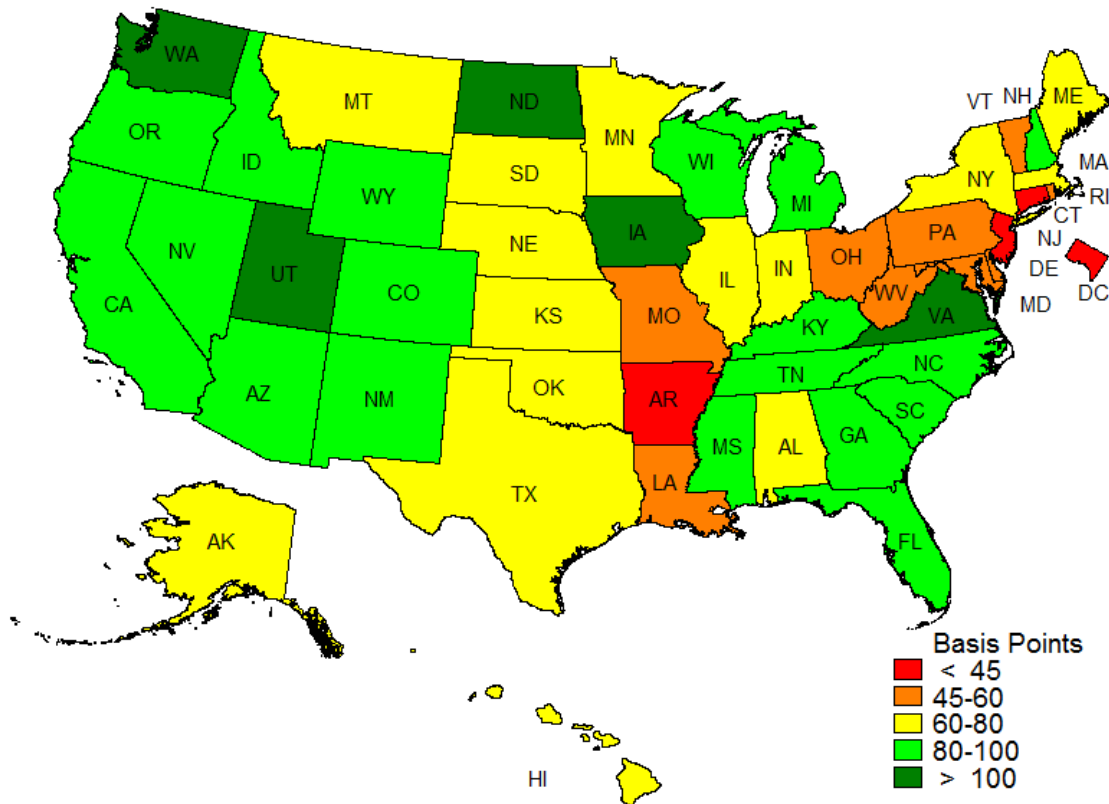 WA
MT
ND
MN
VT
NH
ME
OR
ID
SD
WI
NY
MA
WY
MI
RI
CT
NE
IA
PA
NJ
NV
UT
IL
IN
OH
DE
CA
CO
DC
WV
MD
KS
MO
VA
KY
OK
TN
NC
AZ
NM
AR
SC
MS
AL
GA
TX
LA
AK
FL
HI
Basis Points
< 45
45-60
60-80
80-100
> 100